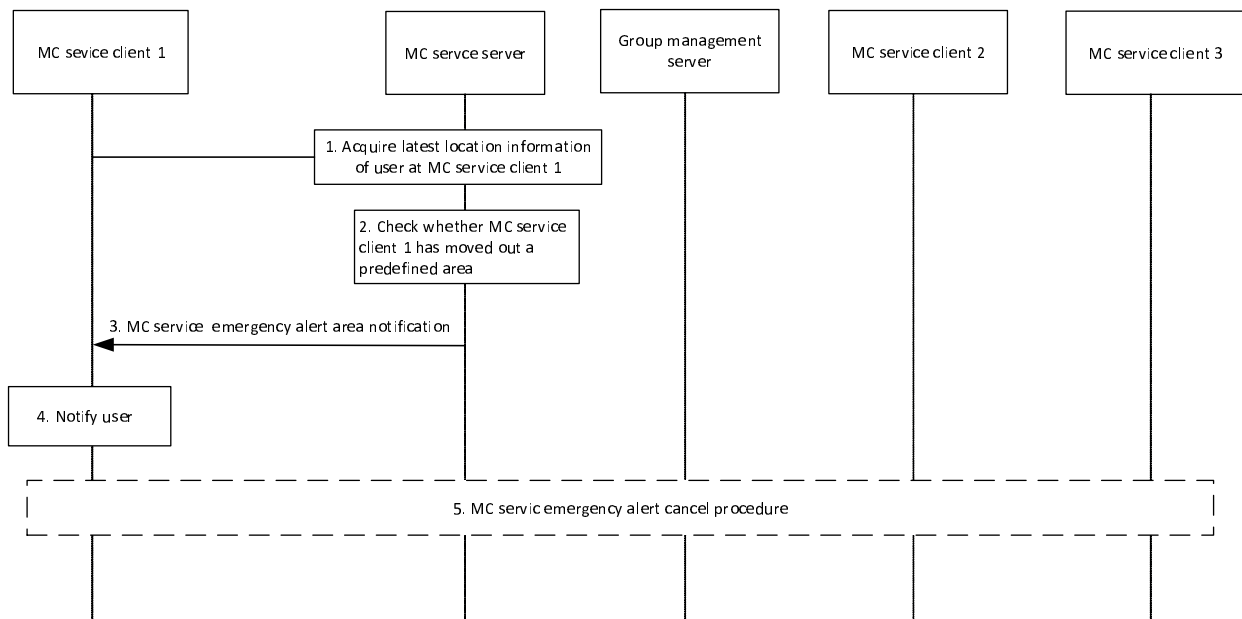 MC sevice client 1
MC servce server
Group management
server
MC service client 2
MC service client 3
1. Acquire latest location information
of user at MC service client 1
2. Check whether MC service
client 1 has moved out a
predefined area
3. MC service emergency alert area notification
4. Notify user
5. MC servic emergency alert cancel procedure